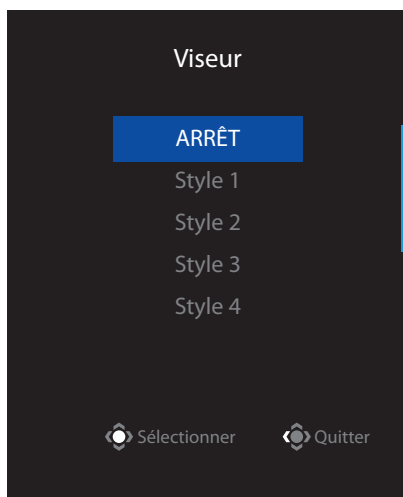 Viseur
ARRÊT
Style 1
Style 2
Style 3
Style 4
Sélectionner Quitter